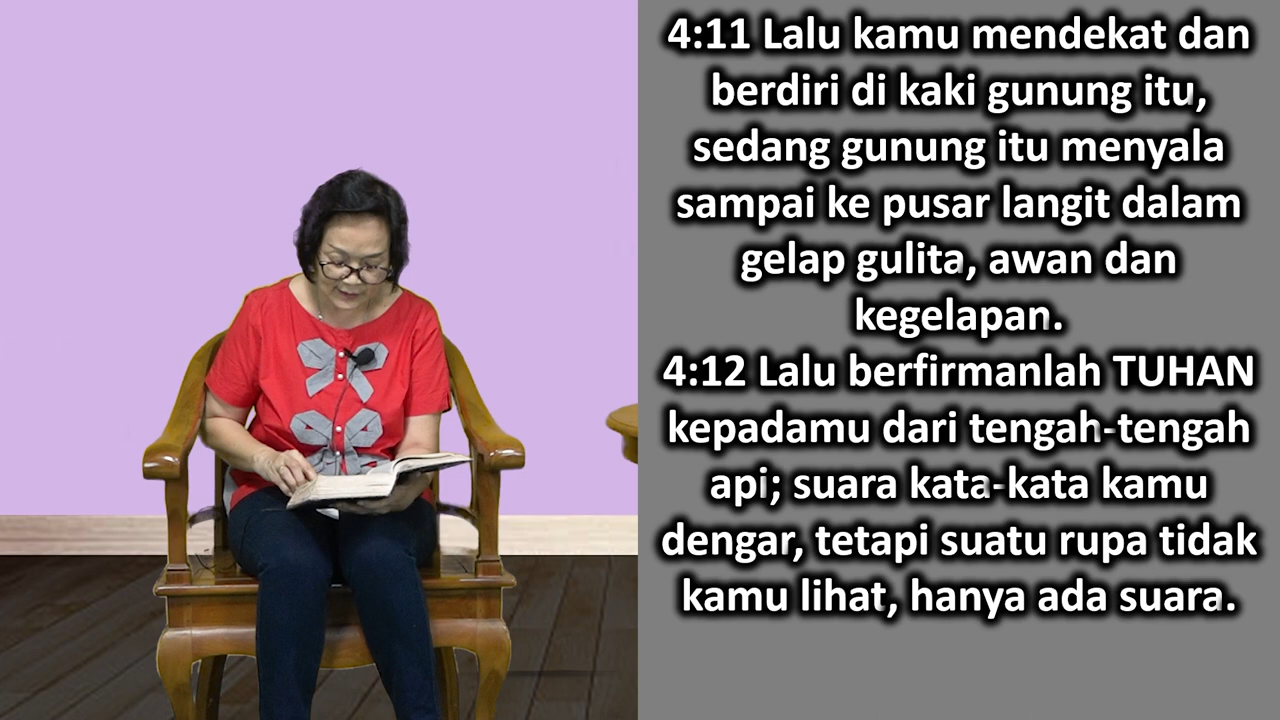 4:11 Lalu kamu mendekat dan
berdiri di kaki gunung itu,
sedang gunung itu menyala
sampai ke pusar langit dalam
gelap gulita, awan dan
kegelapan.
4:12 Lalu berfirmanlah TUHAN
kepadamu dari tengah-tengah
api; suara kata-kata kamu
dengar, tetapi suatu rupa tidak
kamu lihat, hanya ada suara.